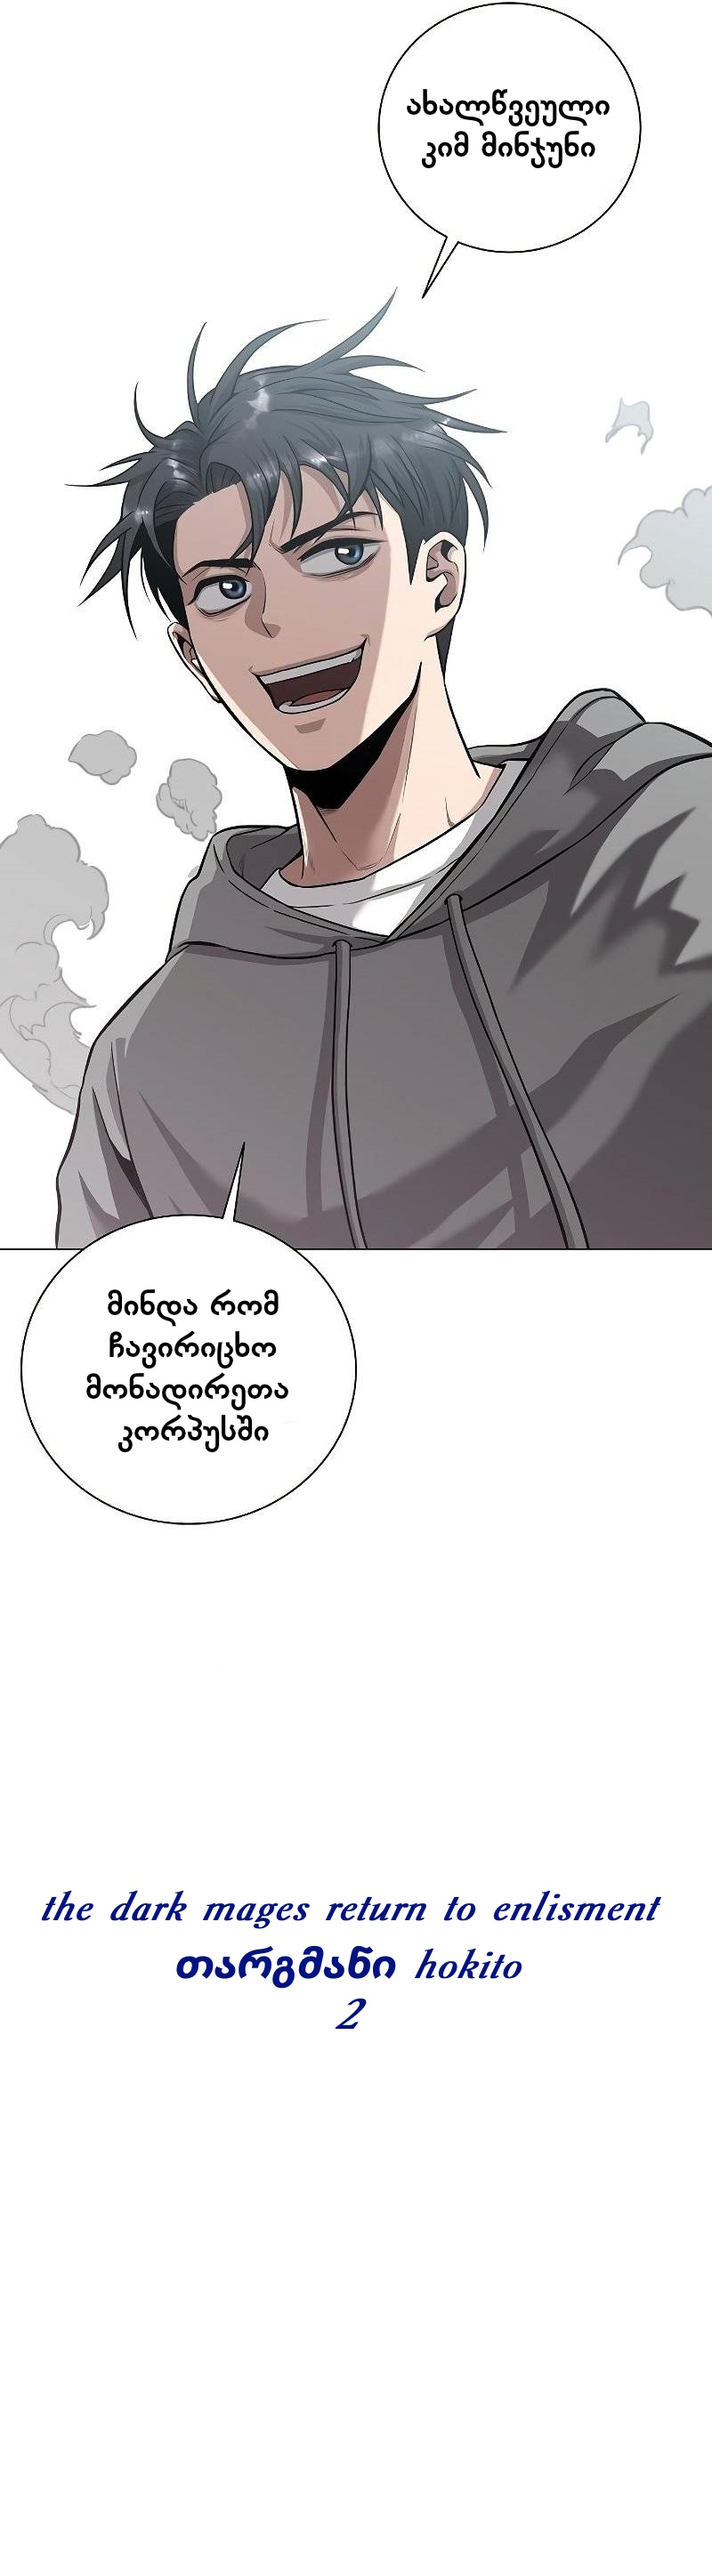 ახალწვეული
კიმ მინჯუნი
მინდა რომ
ჩავირიცხო
მონადირეთა
კორპუსში
the dark mages return to enlisment
თარგმანი hokito
2